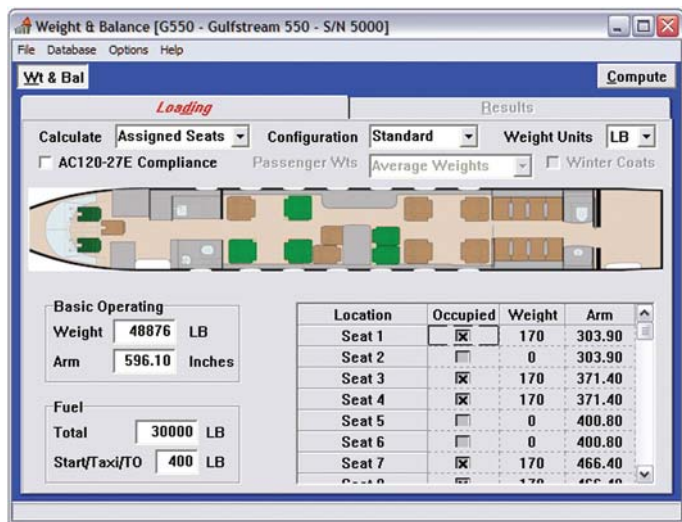 Weight & Balance [G550 - Gulfstream 550 - S/N 5000]
File Database Options Help
Wt & Bal Compute
Loading Results
Calculate Assigned Seats Configuration Standard Weight Units LB
AC120-27E Compliance Passenger Wts Average Weights Winter Coats
Basic Operating
Weight 48876 LB
Arm 596.10 Inches
Fuel
Total 30000 LB
Start/Taxi/TO 400 LB
Location Occupied Weight Arm
Seat 1 170 303.90
Seat 2 0 303.90
Seat 3 170 371.40
Seat 4 170 371.40
Seat 5 0 400.80
Seat 6 0 400.80
Seat 7 170 466.40